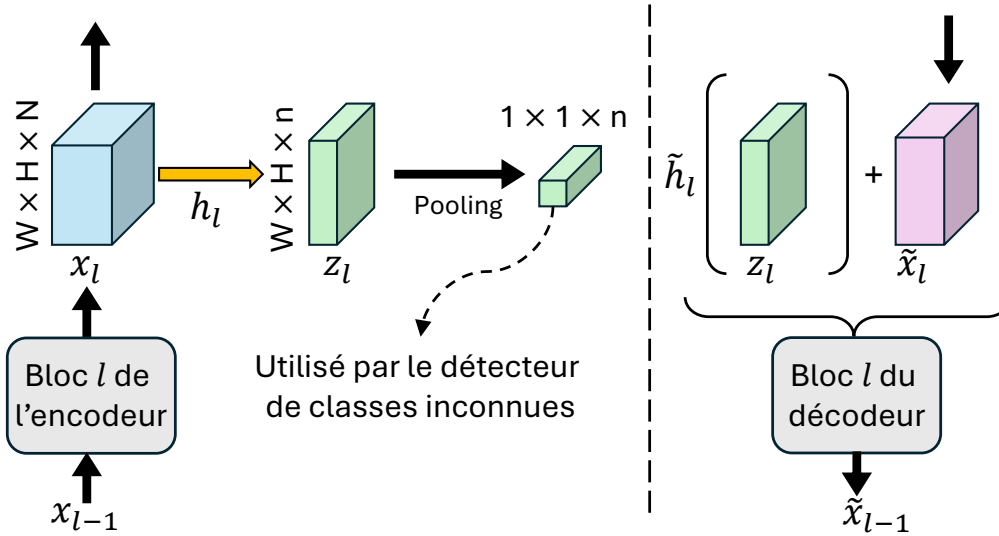 W × H × N
x_l
h_l
W × H × n
z_l
Pooling
1 × 1 × n
Bloc l de
l’encodeur
x_{l−1}
Utilisé par le détecteur
de classes inconnues
h̃_l
z_l
+
x̃_l
Bloc l du
décodeur
x̃_{l−1}